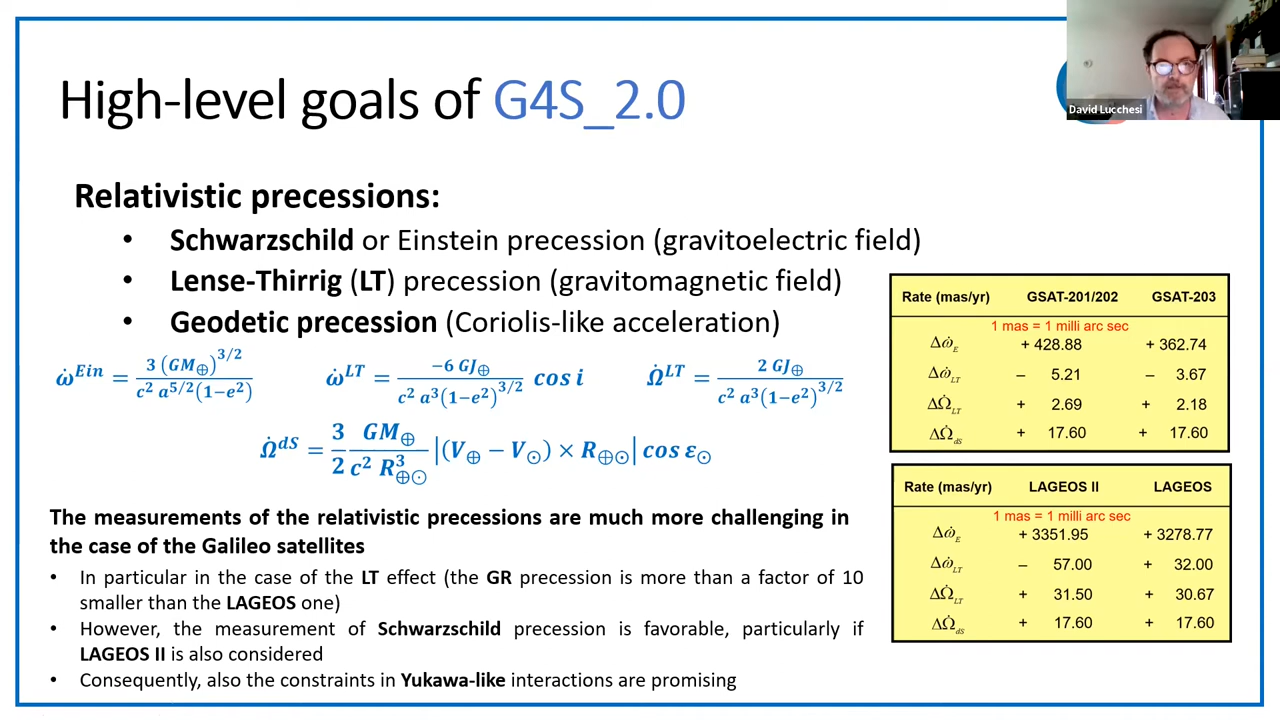 High-level goals of G4S_2.0
David Lucchesi
Relativistic precessions:
• Schwarzschild or Einstein precession (gravitoelectric field)
• Lense-Thirrig (LT) precession (gravitomagnetic field)
• Geodetic precession (Coriolis-like acceleration)
ω̇^Ein = 3 (GM⊕)^3/2 / c² a^5/2 (1−e²)
ω̇^LT = −6 GJ⊕ / c² a³(1−e²)^3/2 cos i
Ω̇^LT = 2 GJ⊕ / c² a³(1−e²)^3/2
Ω̇^dS = 3/2 GM⊕ / c² R³⊕⊙ |(V⊕ − V⊙) × R⊕⊙| cos ε⊙
The measurements of the relativistic precessions are much more challenging in
the case of the Galileo satellites
• In particular in the case of the LT effect (the GR precession is more than a factor of 10
smaller than the LAGEOS one)
• However, the measurement of Schwarzschild precession is favorable, particularly if
LAGEOS II is also considered
• Consequently, also the constraints in Yukawa-like interactions are promising
Rate (mas/yr) GSAT-201/202 GSAT-203
1 mas = 1 milli arc sec
Δω̇_E + 428.88 + 362.74
Δω̇_LT – 5.21 – 3.67
ΔΩ̇_LT + 2.69 + 2.18
ΔΩ̇_dS + 17.60 + 17.60
Rate (mas/yr) LAGEOS II LAGEOS
1 mas = 1 milli arc sec
Δω̇_E + 3351.95 + 3278.77
Δω̇_LT – 57.00 + 32.00
ΔΩ̇_LT + 31.50 + 30.67
ΔΩ̇_dS + 17.60 + 17.60